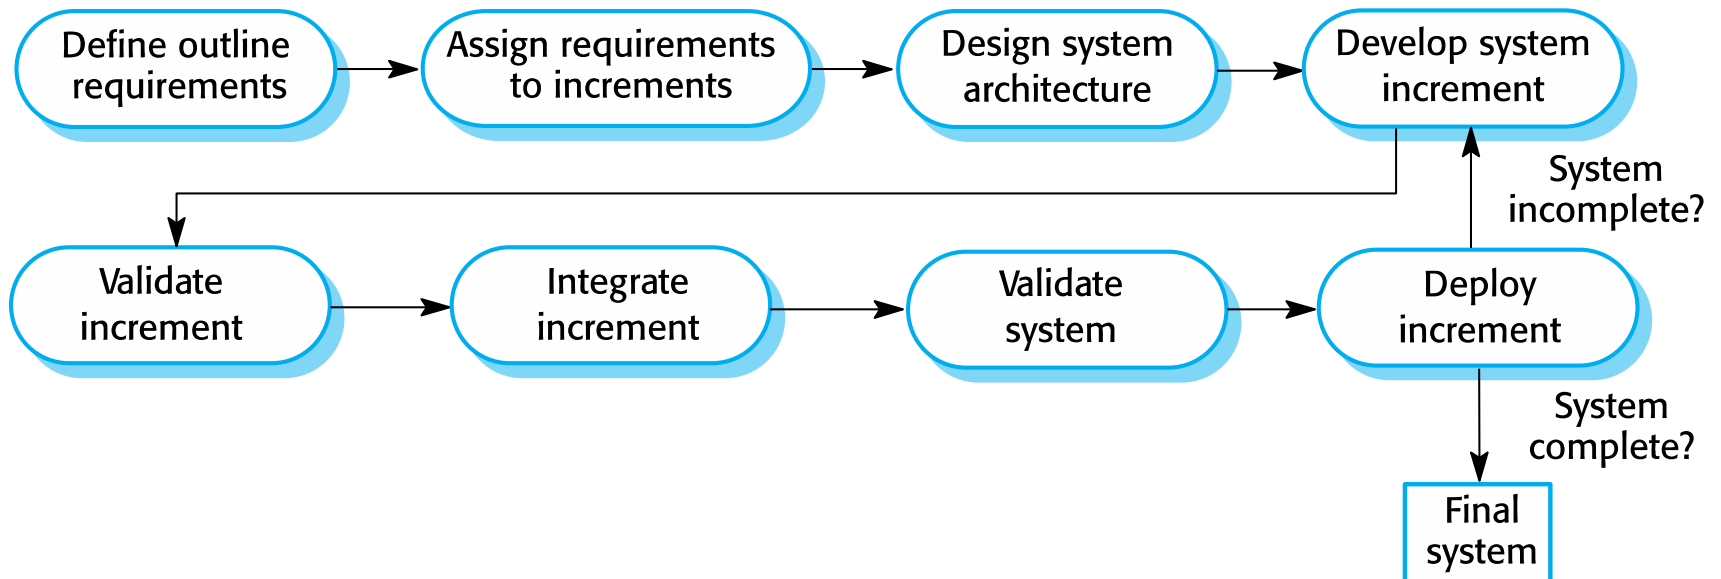 Define outline
requirements
Assign requirements
to increments
Design system
architecture
Develop system
increment
System
incomplete?
Validate
increment
Integrate
increment
Validate
system
Deploy
increment
System
complete?
Final
system